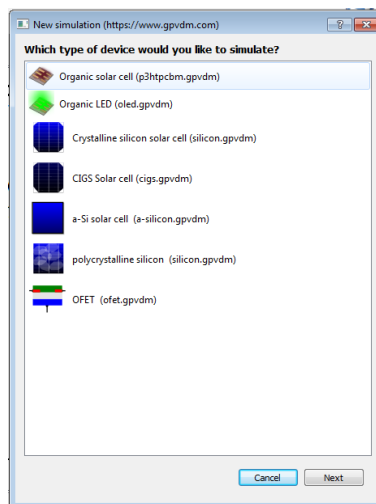 New simulation (https://www.gpvdm.com)
Which type of device would you like to simulate?
Organic solar cell (p3htpcbm.gpvdm)
Organic LED (oled.gpvdm)
Crystalline silicon solar cell (silicon.gpvdm)
CIGS Solar cell (cigs.gpvdm)
a-Si solar cell (a-silicon.gpvdm)
polycrystalline silicon (silicon.gpvdm)
OFET (ofet.gpvdm)
Cancel Next